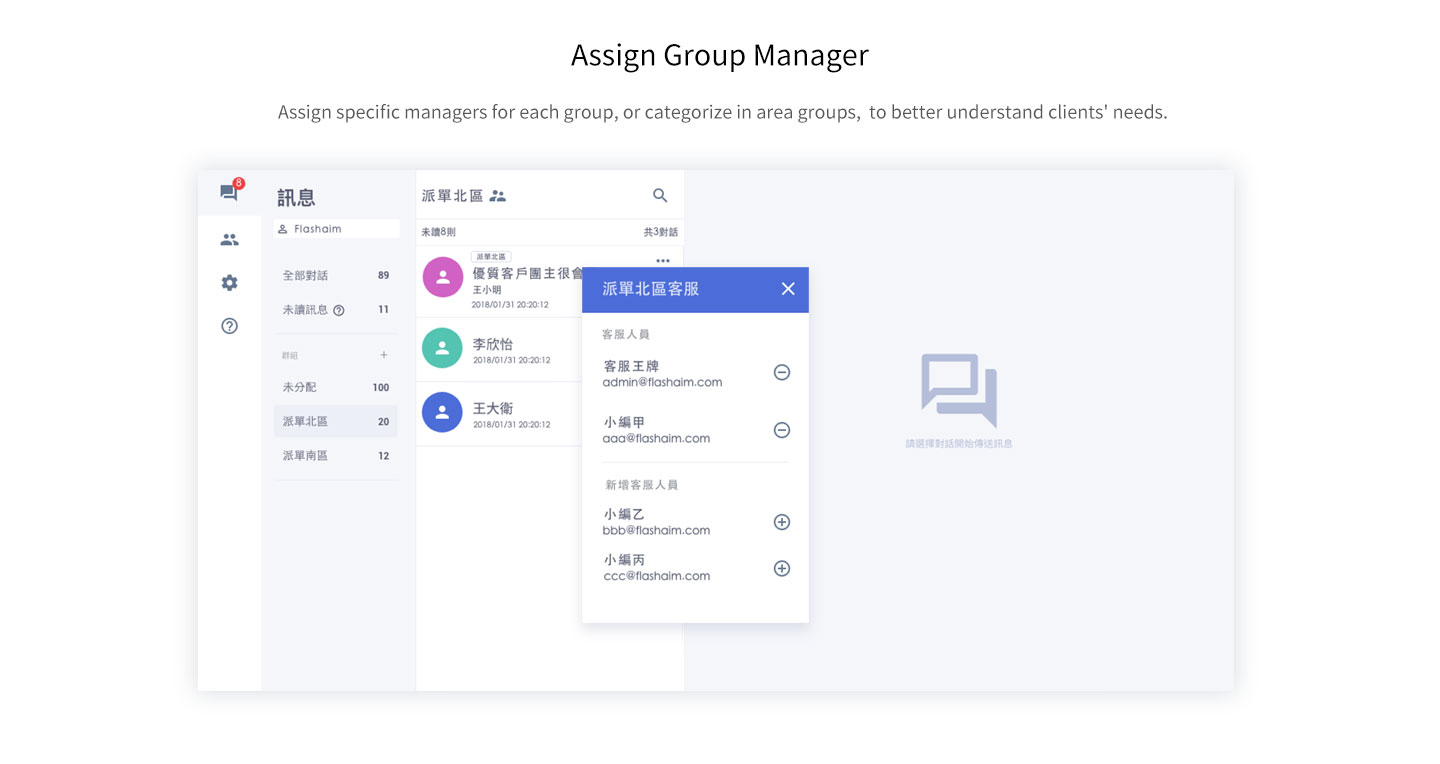 Assign Group Manager
Assign specific managers for each group, or categorize in area groups, to better understand clients' needs.
8
訊息
Flashaim
全部對話 89
未讀訊息 11
群組 +
未分配 100
派單北區 20
派單南區 12
派單北區
未讀8則 共3對話
派單北區
優質客戶團主很會
王小明
2018/01/31 20:20:12
李欣怡
2018/01/31 20:20:12
王大衛
2018/01/31 20:20:12
派單北區客服
客服人員
客服王牌
admin@flashaim.com
小編甲
aaa@flashaim.com
新增客服人員
小編乙
bbb@flashaim.com
小編丙
ccc@flashaim.com
請選擇對話開始傳送訊息